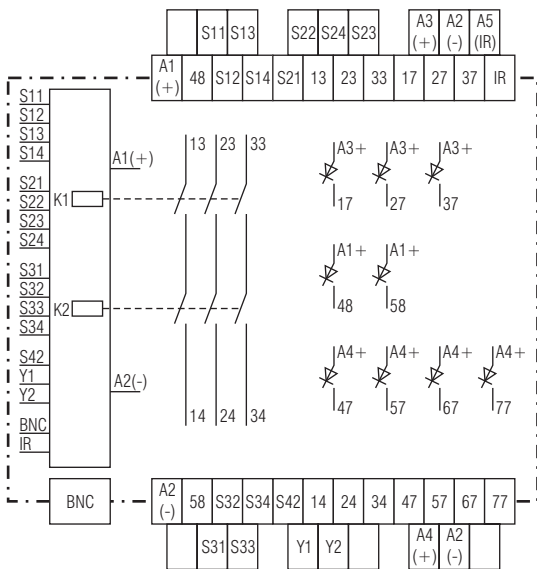 S11 S13 S22 S24 S23 A3 (+) A2 (-) A5 (IR)
A1 (+) 48 S12 S14 S21 13 23 33 17 27 37 IR
S11
S12
S13
S14
A1(+)
S21
K1
S22
S23
S24
S31
S32
K2
S33
S34
S42
Y1
A2(-)
Y2
BNC
IR
13 23 33
14 24 34
A3+ A3+ A3+
17 27 37
A1+ A1+
48 58
A4+ A4+ A4+ A4+
47 57 67 77
BNC
A2 (-) 58 S32 S34 S42 14 24 34 47 57 67 77
S31 S33 Y1 Y2 A4 (+) A2 (-)